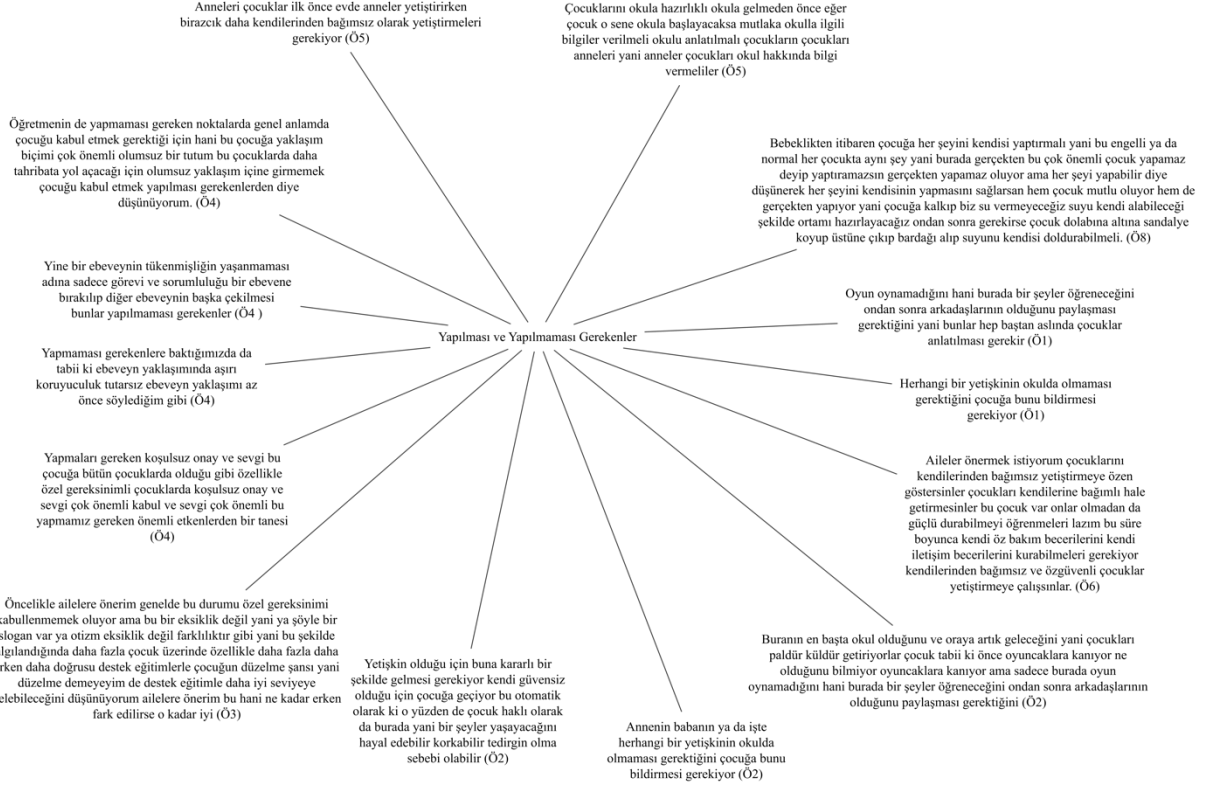 Anneleri çocuklar ilk önce evde anneler yetiştirirken
birazcık daha kendilerinden bağımsız olarak yetiştirmeleri
gerekiyor (Ö5)
Çocuklarını okula hazırlıklı okula gelmeden önce eğer
çocuk o sene okula başlayacaksa mutlaka okulla ilgili
bilgiler verilmeli okulu anlatılmalı çocukların çocukları
anneleri yani anneler çocukları okul hakkında bilgi
vermeliler (Ö5)
Öğretmenin de yapmaması gereken noktalarda genel anlamda
çocuğu kabul etmek gerektiği için hani bu çocuğa yaklaşım
biçimi çok önemli olumsuz bir tutum bu çocuklarda daha
tahribata yol açacağı için olumsuz yaklaşım içine girmemek
çocuğu kabul etmek yapılması gerekenlerden diye
düşünüyorum. (Ö4)
Bebeklikten itibaren çocuğa her şeyini kendisi yaptırmalı yani bu engelli ya da
normal her çocukta aynı şey yani burada gerçekten bu çok önemli çocuk yapamaz
deyip yaptıramazsın gerçekten yapamaz oluyor ama her şeyi yapabilir diye
düşünerek her şeyini kendisinin yapmasını sağlarsan hem çocuk mutlu oluyor hem de
gerçekten yapıyor yani çocuğa kalkıp biz su vermeyeceğiz suyu kendi alabileceği
şekilde ortamı hazırlayacağız ondan sonra gerekirse çocuk dolabına altına sandalye
koyup üstüne çıkıp bardağı alıp suyunu kendisi doldurabilmeli. (Ö8)
Yine bir ebeveynin tükenmişliğin yaşanmaması
adına sadece görevi ve sorumluluğu bir ebevene
bırakılıp diğer ebeveynin başka çekilmesi
bunlar yapılmaması gerekenler (Ö4 )
Oyun oynamadığını hani burada bir şeyler öğreneceğini
ondan sonra arkadaşlarının olduğunu paylaşması
gerektiğini yani bunlar hep baştan aslında çocuklar
anlatılması gerekir (Ö1)
Yapılması ve Yapılmaması Gerekenler
Yapmaması gerekenlere baktığımızda da
tabii ki ebeveyn yaklaşımında aşırı
koruyuculuk tutarsız ebeveyn yaklaşımı az
önce söylediğim gibi (Ö4)
Herhangi bir yetişkinin okulda olmaması
gerektiğini çocuğa bunu bildirmesi
gerekiyor (Ö1)
Yapmaları gereken koşulsuz onay ve sevgi bu
çocuğa bütün çocuklarda olduğu gibi özellikle
özel gereksinimli çocuklarda koşulsuz onay ve
sevgi çok önemli kabul ve sevgi çok önemli bu
yapmamız gereken önemli etkenlerden bir tanesi
(Ö4)
Aileler önermek istiyorum çocuklarını
kendilerinden bağımsız yetiştirmeye özen
göstersinler çocukları kendilerine bağımlı hale
getirmesinler bu çocuk var onlar olmadan da
güçlü durabilmeyi öğrenmeleri lazım bu süre
boyunca kendi öz bakım becerilerini kendi
iletişim becerilerini kurabilmeleri gerekiyor
kendilerinden bağımsız ve özgüvenli çocuklar
yetiştirmeye çalışsınlar. (Ö6)
Öncelikle ailelere önerim genelde bu durumu özel gereksinimi
kabullenmemek oluyor ama bu bir eksiklik değil yani ya şöyle bir
slogan var ya otizm eksiklik değil farklılıktır gibi yani bu şekilde
algılandığında daha fazla çocuk üzerinde özellikle daha fazla daha
erken daha doğrusu destek eğitimlerle çocuğun düzelme şansı yani
düzelme demeyeyim de destek eğitimle daha iyi seviyeye
gelebileceğini düşünüyorum ailelere önerim bu hani ne kadar erken
fark edilirse o kadar iyi (Ö3)
Yetişkin olduğu için buna kararlı bir
şekilde gelmesi gerekiyor kendi güvensiz
olduğu için çocuğa geçiyor bu otomatik
olarak ki o yüzden de çocuk haklı olarak
da burada yani bir şeyler yaşayacağını
hayal edebilir korkabilir tedirgin olma
sebebi olabilir (Ö2)
Annenin babanın ya da işte
herhangi bir yetişkinin okulda
olmaması gerektiğini çocuğa bunu
bildirmesi gerekiyor (Ö2)
Buranın en başta okul olduğunu ve oraya artık geleceğini yani çocukları
paldür küldür getiriyorlar çocuk tabii ki önce oyuncaklara kanıyor ne
olduğunu bilmiyor oyuncaklara kanıyor ama sadece burada oyun
oynamadığını hani burada bir şeyler öğreneceğini ondan sonra arkadaşlarının
olduğunu paylaşması gerektiğini (Ö2)